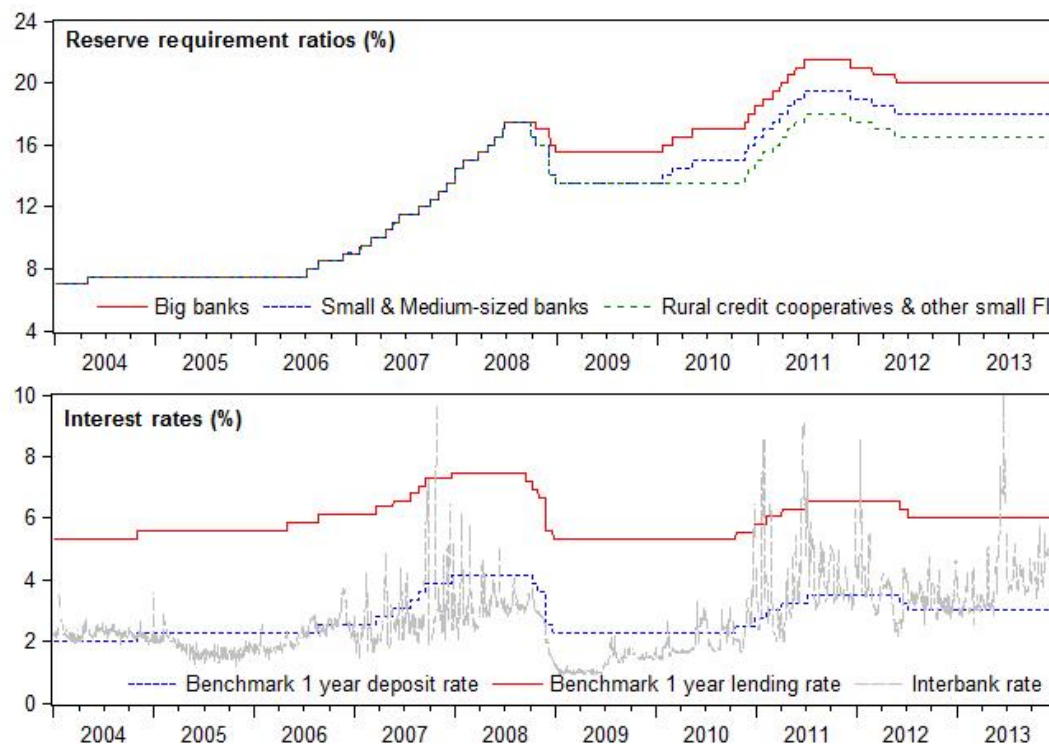 24
Reserve requirement ratios (%)
20
16
12
8
Big banks Small & Medium-sized banks Rural credit cooperatives & other small FI
4
2004 2005 2006 2007 2008 2009 2010 2011 2012 2013
10
Interest rates (%)
8
6
4
2
Benchmark 1 year deposit rate Benchmark 1 year lending rate Interbank rate
0
2004 2005 2006 2007 2008 2009 2010 2011 2012 2013